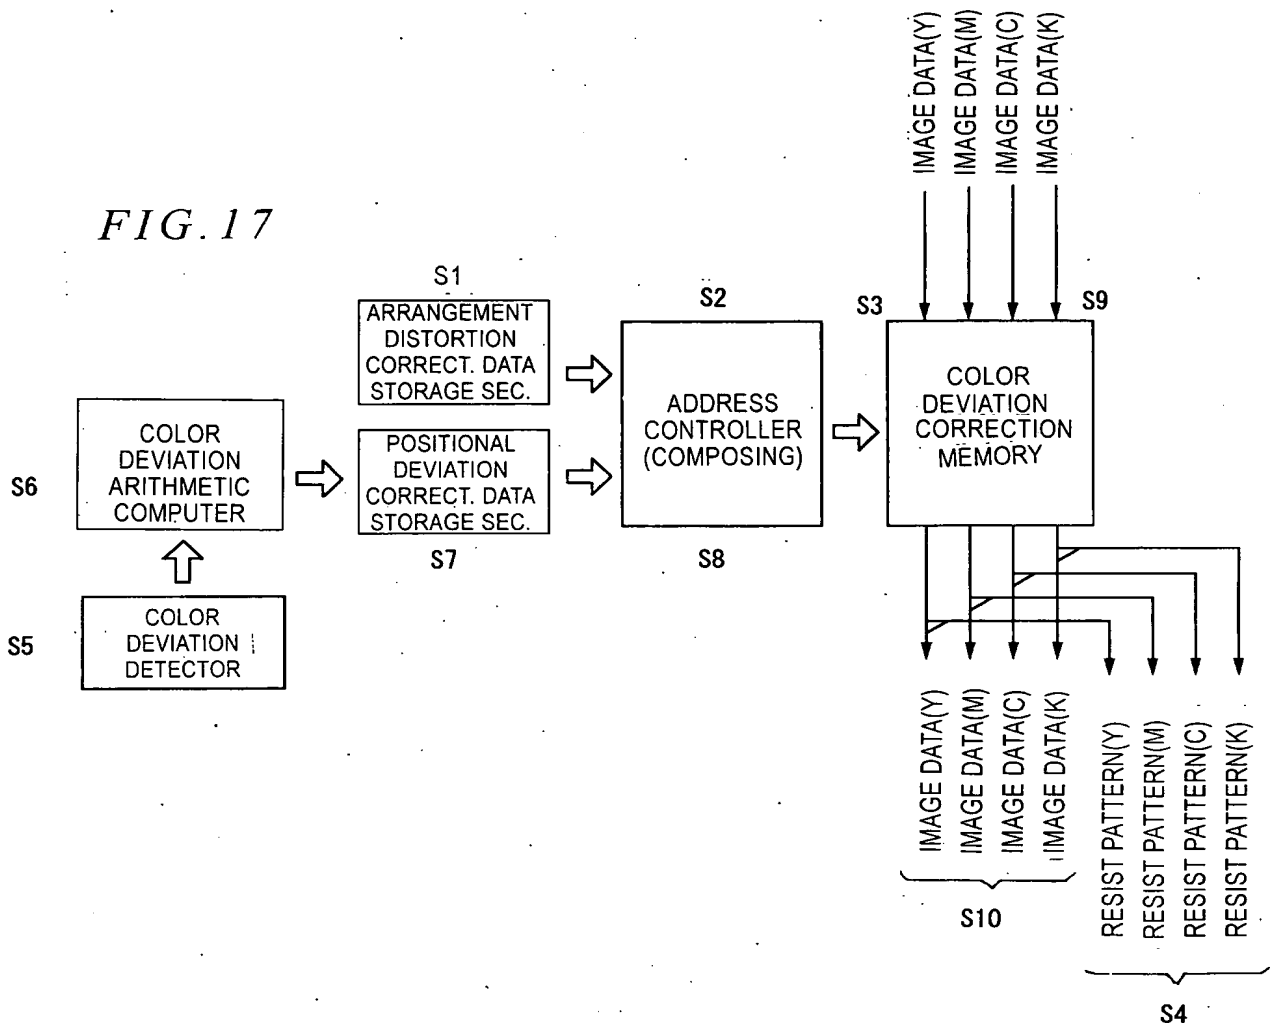 IMAGE DATA(Y)
IMAGE DATA(M)
IMAGE DATA(C)
IMAGE DATA(K)
FIG.17
S1
ARRANGEMENT
DISTORTION
CORRECT. DATA
STORAGE SEC.
S2
ADDRESS
CONTROLLER
(COMPOSING)
S3
S9
COLOR
DEVIATION
CORRECTION
MEMORY
S6
COLOR
DEVIATION
ARITHMETIC
COMPUTER
POSITIONAL
DEVIATION
CORRECT. DATA
STORAGE SEC.
S7
S8
S5
COLOR
DEVIATION
DETECTOR
IMAGE DATA(Y)
IMAGE DATA(M)
IMAGE DATA(C)
IMAGE DATA(K)
S10
RESIST PATTERN(Y)
RESIST PATTERN(M)
RESIST PATTERN(C)
RESIST PATTERN(K)
S4